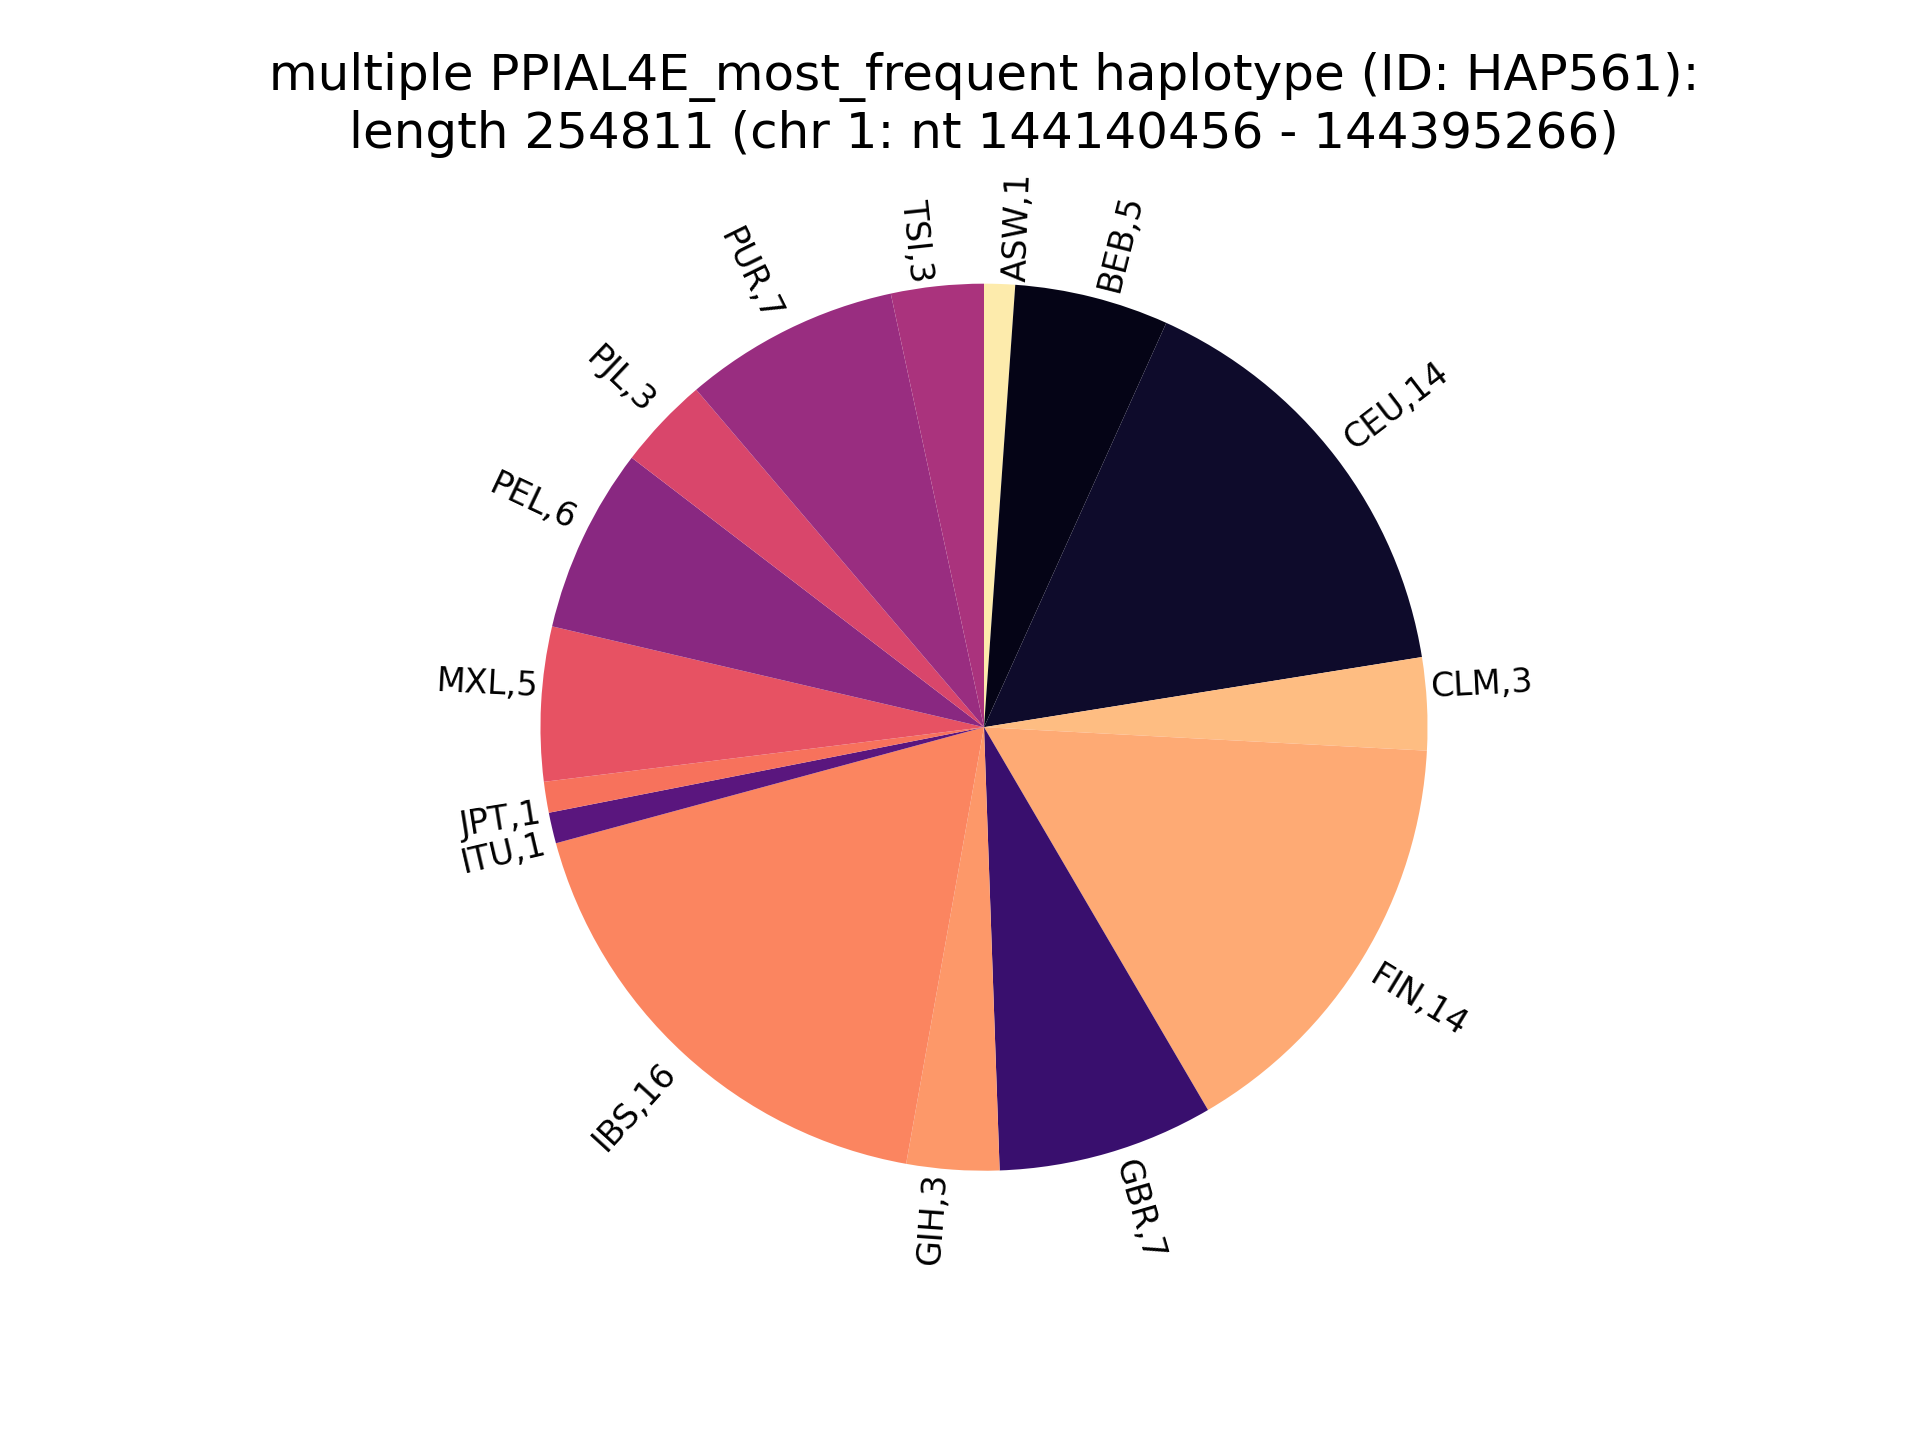 multiple PPIAL4E_most_frequent haplotype (ID: HAP561):
length 254811 (chr 1: nt 144140456 - 144395266)
ASW,1
BEB,5
CEU,14
CLM,3
FIN,14
GBR,7
GIH,3
IBS,16
ITU,1
JPT,1
MXL,5
PEL,6
PJL,3
PUR,7
TSI,3